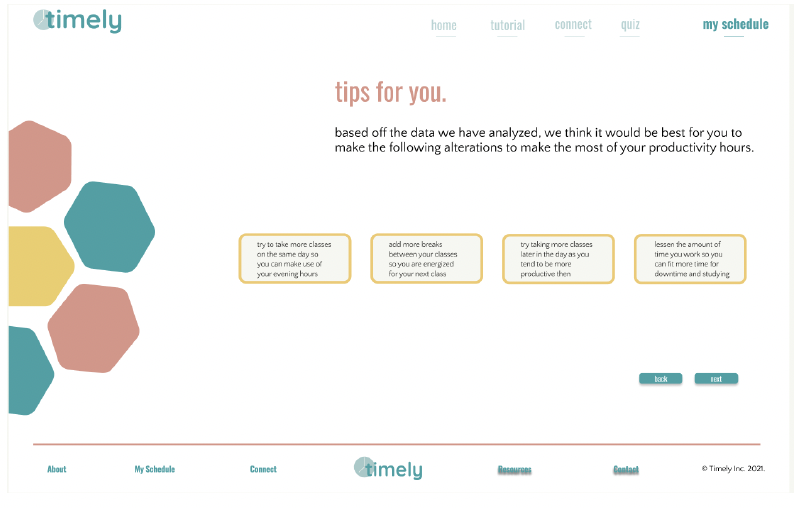 timely
home tutorial connect quiz my schedule
tips for you.
based off the data we have analyzed, we think it would be best for you to
make the following alterations to make the most of your productivity hours.
try to take more classes
on the same day so
you can make use of
your evening hours
add more breaks
between your classes
so you are energized
for your next class
try taking more classes
later in the day as you
tend to be more
productive then
lessen the amount of
time you work so you
can fit more time for
downtime and studying
back next
About My Schedule Connect timely Resources Contact © Timely Inc. 2021.